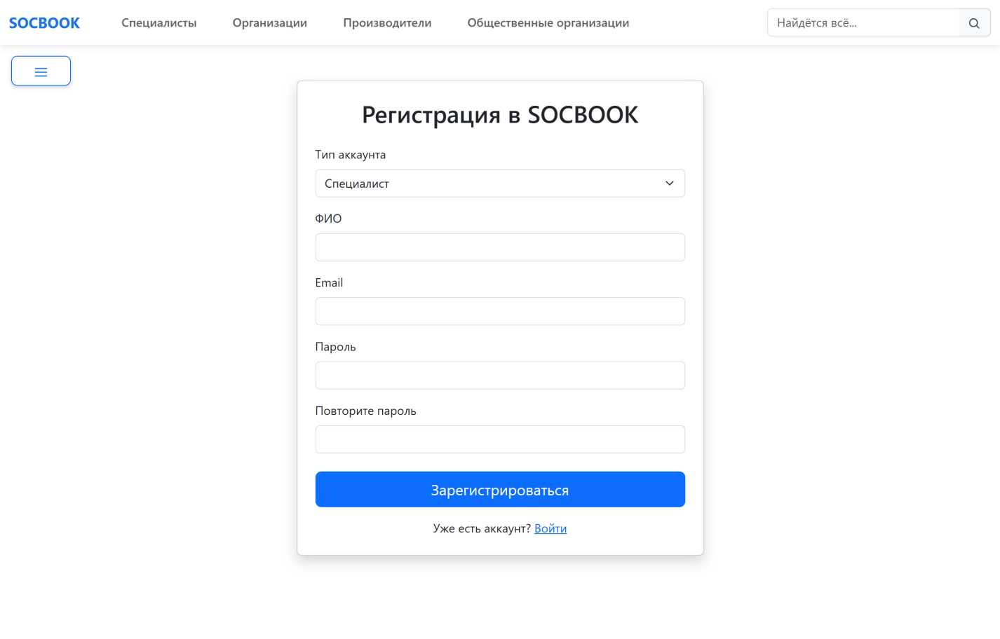 SOCBOOK Специалисты Организации Производители Общественные организации Найдётся всё...
Регистрация в SOCBOOK
Тип аккаунта
Специалист
ФИО
Email
Пароль
Повторите пароль
Зарегистрироваться
Уже есть аккаунт? Войти